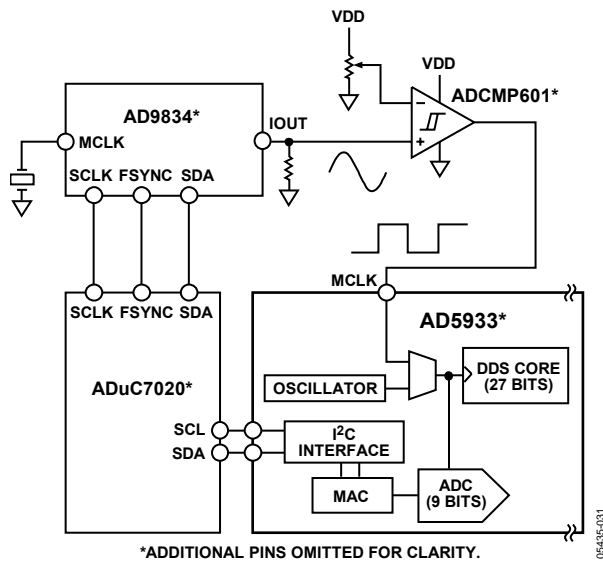 VDD
VDD
ADCMP601*
AD9834*
IOUT
MCLK
SCLK FSYNC SDA
−
+
MCLK
SCLK FSYNC SDA
AD5933*
ADuC7020*
OSCILLATOR
DDS CORE
(27 BITS)
SCL
SDA
I2C
INTERFACE
MAC
ADC
(9 BITS)
*ADDITIONAL PINS OMITTED FOR CLARITY.
05435-031